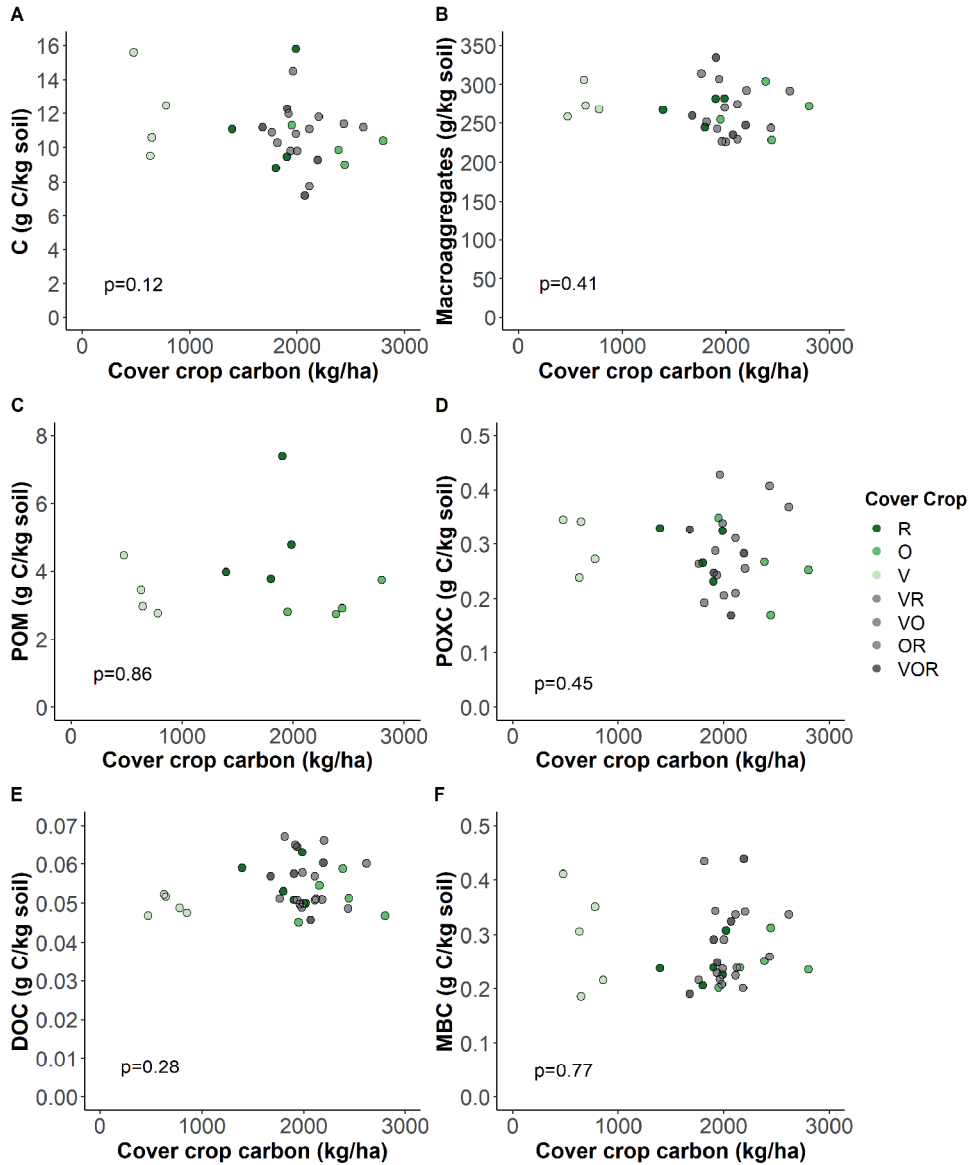 A
C (g C/kg soil)
16
14
12
10
8
6
4
2
0
p=0.12
0 1000 2000 3000
Cover crop carbon (kg/ha)
B
Macroaggregates (g/kg soil)
350
300
250
200
150
100
50
0
p=0.41
0 1000 2000 3000
Cover crop carbon (kg/ha)
C
POM (g C/kg soil)
8
6
4
2
0
p=0.86
0 1000 2000 3000
Cover crop carbon (kg/ha)
D
POXC (g C/kg soil)
0.5
0.4
0.3
0.2
0.1
0.0
p=0.45
0 1000 2000 3000
Cover crop carbon (kg/ha)
Cover Crop
R
O
V
VR
VO
OR
VOR
E
DOC (g C/kg soil)
0.07
0.06
0.05
0.04
0.03
0.02
0.01
0.00
p=0.28
0 1000 2000 3000
Cover crop carbon (kg/ha)
F
MBC (g C/kg soil)
0.5
0.4
0.3
0.2
0.1
0.0
p=0.77
0 1000 2000 3000
Cover crop carbon (kg/ha)